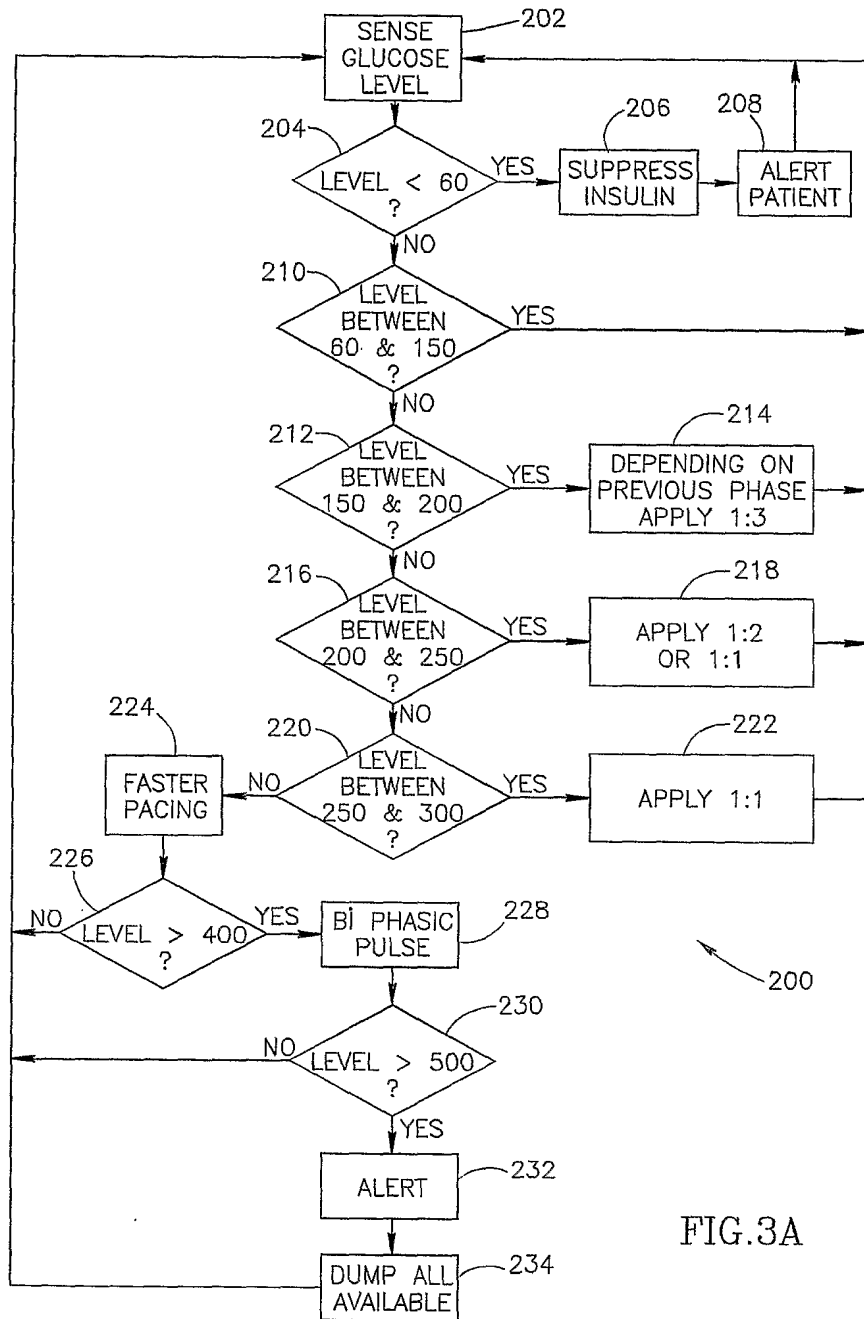 SENSE
GLUCOSE
LEVEL
202
204
LEVEL < 60
?
YES
NO
206
SUPPRESS
INSULIN
208
ALERT
PATIENT
210
LEVEL
BETWEEN
60 & 150
?
YES
NO
212
LEVEL
BETWEEN
150 & 200
?
YES
NO
214
DEPENDING ON
PREVIOUS PHASE
APPLY 1:3
216
LEVEL
BETWEEN
200 & 250
?
YES
NO
218
APPLY 1:2
OR 1:1
220
LEVEL
BETWEEN
250 & 300
?
YES
NO
222
APPLY 1:1
224
FASTER
PACING
226
LEVEL > 400
?
NO
YES
228
Bi PHASIC
PULSE
200
230
LEVEL > 500
?
NO
YES
232
ALERT
234
DUMP ALL
AVAILABLE
FIG.3A